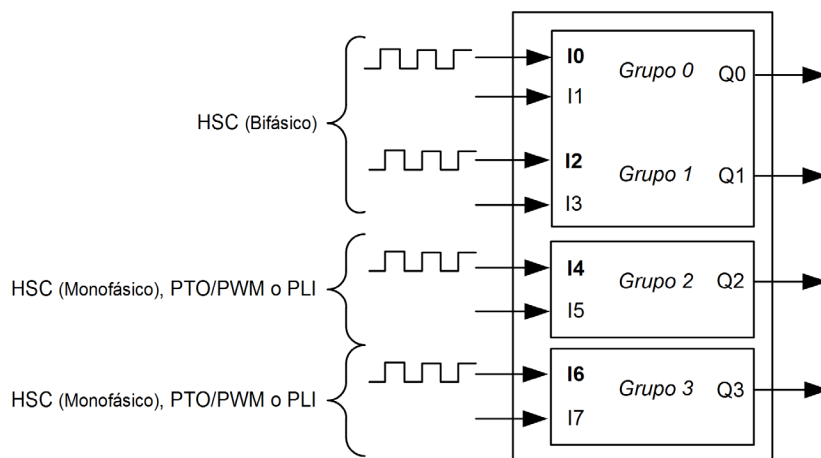 HSC (Bifásico)
I0
Grupo 0
Q0
I1
I2
Grupo 1
Q1
I3
HSC (Monofásico), PTO/PWM o PLI
I4
Grupo 2
Q2
I5
HSC (Monofásico), PTO/PWM o PLI
I6
Grupo 3
Q3
I7